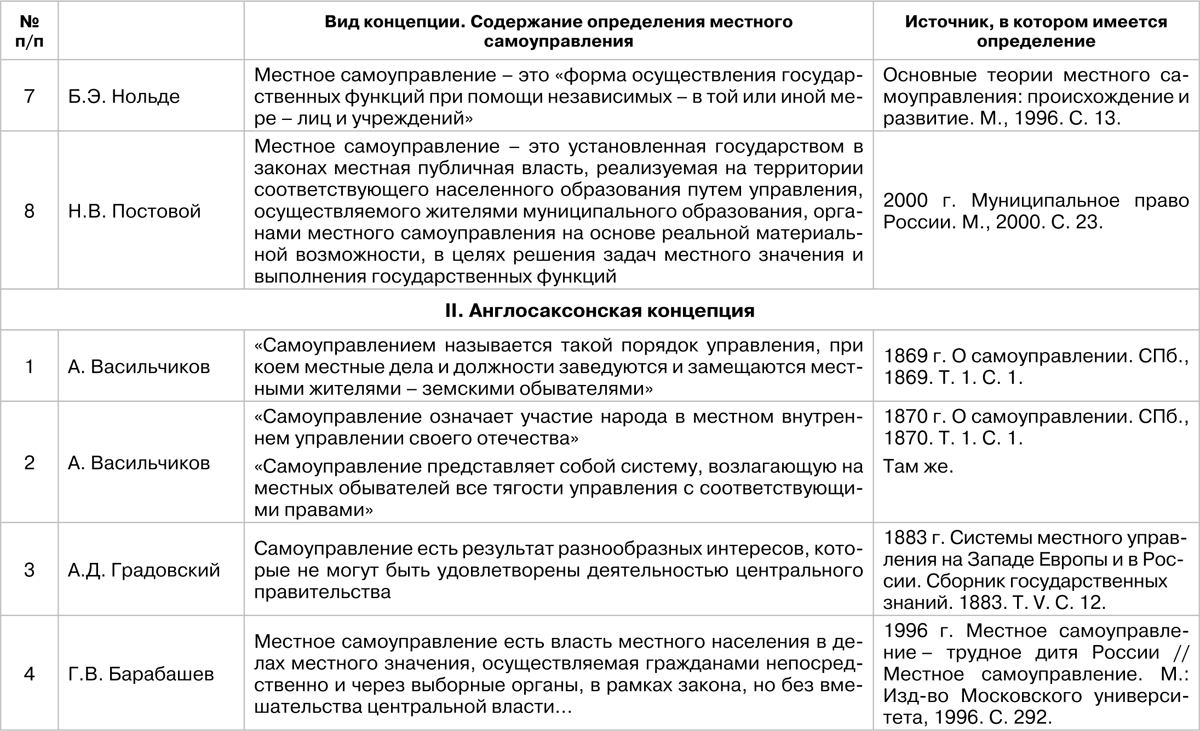 №
п/п
Вид концепции. Содержание определения местного
самоуправления
Источник, в котором имеется
определение
7
Б.Э. Нольде
Местное самоуправление – это «форма осуществления государ-
ственных функций при помощи независимых – в той или иной ме-
ре – лиц и учреждений»
Основные теории местного са-
моуправления: происхождение и
развитие. М., 1996. С. 13.
8
Н.В. Постовой
Местное самоуправление – это установленная государством в
законах местная публичная власть, реализуемая на территории
соответствующего населенного образования путем управления,
осуществляемого жителями муниципального образования, орга-
нами местного самоуправления на основе реальной материаль-
ной возможности, в целях решения задач местного значения и
выполнения государственных функций
2000 г. Муниципальное право
России. М., 2000. С. 23.
II. Англосаксонская концепция
1
А. Васильчиков
«Самоуправлением называется такой порядок управления, при
коем местные дела и должности заведуются и замещаются мест-
ными жителями – земскими обывателями»
1869 г. О самоуправлении. СПб.,
1869. Т. 1. С. 1.
2
А. Васильчиков
«Самоуправление означает участие народа в местном внутрен-
нем управлении своего отечества»
«Самоуправление представляет собой систему, возлагающую на
местных обывателей все тягости управления с соответствующи-
ми правами»
1870 г. О самоуправлении. СПб.,
1870. Т. 1. С. 1.
Там же.
3
А.Д. Градовский
Самоуправление есть результат разнообразных интересов, кото-
рые не могут быть удовлетворены деятельностью центрального
правительства
1883 г. Системы местного управ-
ления на Западе Европы и в Рос-
сии. Сборник государственных
знаний. 1883. Т. V. С. 12.
4
Г.В. Барабашев
Местное самоуправление есть власть местного населения в де-
лах местного значения, осуществляемая гражданами непосред-
ственно и через выборные органы, в рамках закона, но без вме-
шательства центральной власти…
1996 г. Местное самоуправле-
ние – трудное дитя России //
Местное самоуправление. М.:
Изд-во Московского универси-
тета, 1996. С. 292.